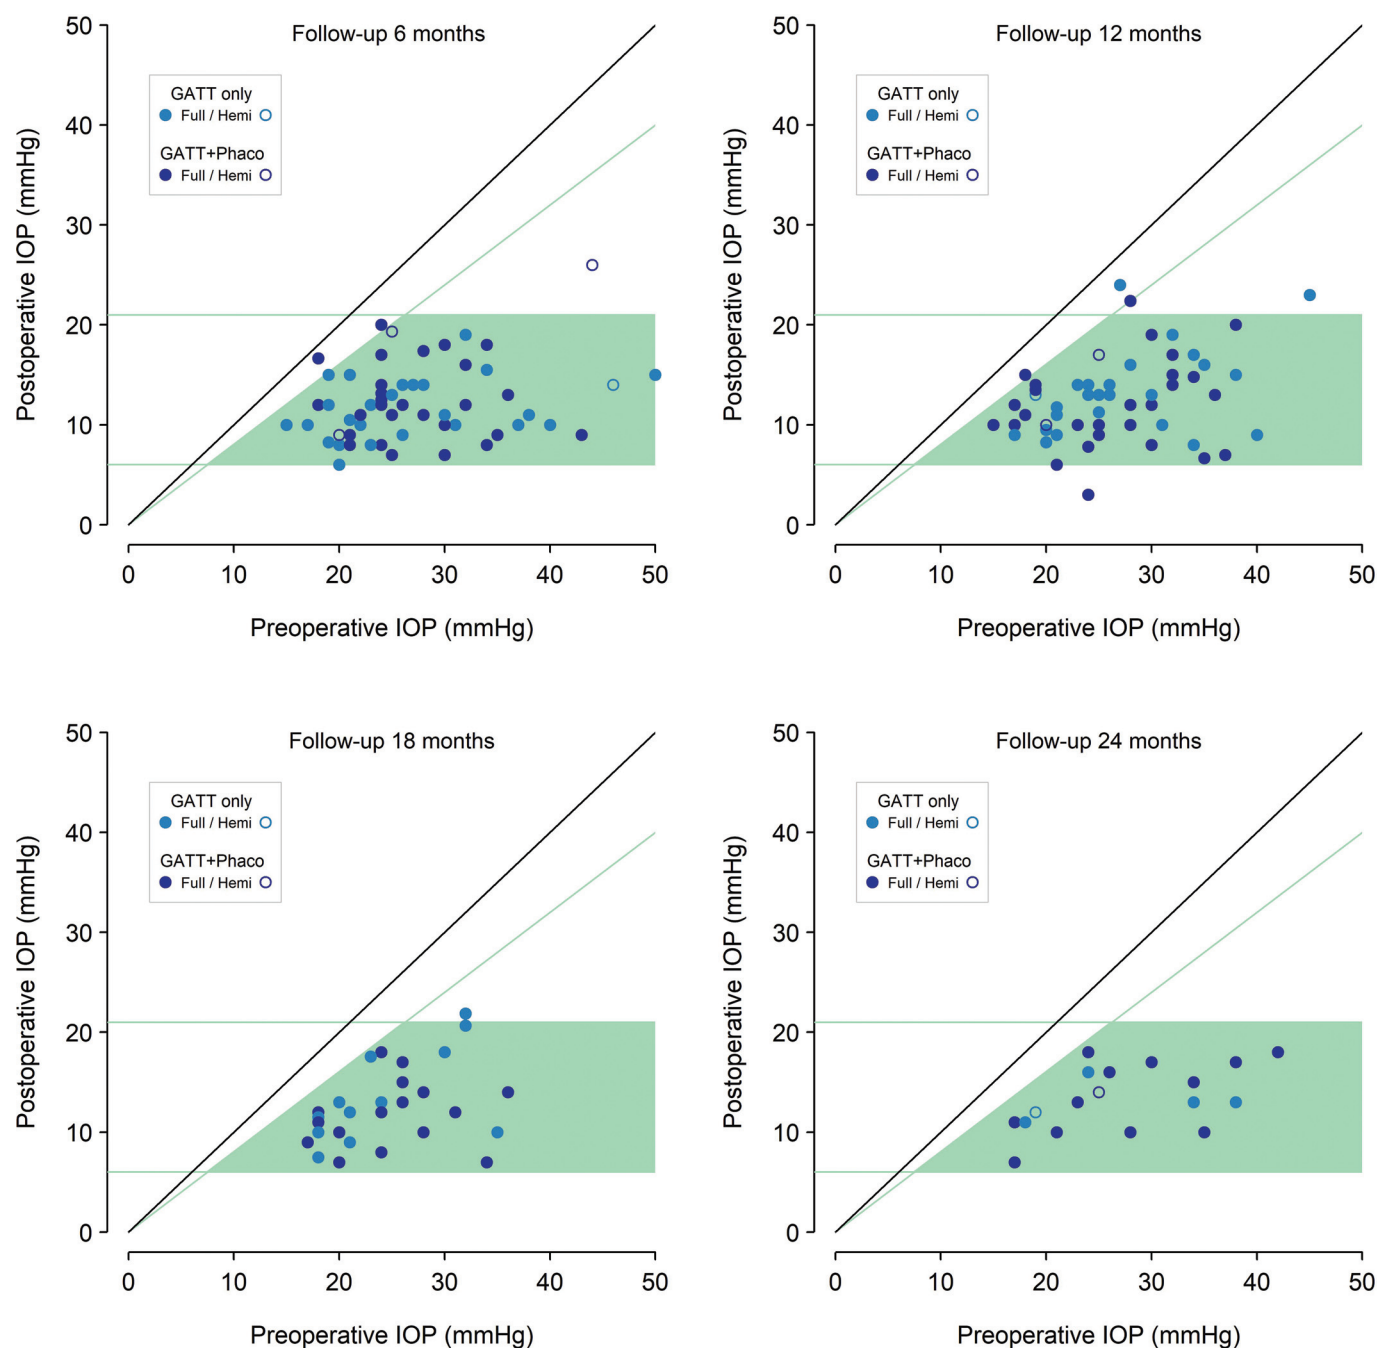 Follow-up 6 months
GATT only
Full / Hemi
GATT+Phaco
Full / Hemi
Postoperative IOP (mmHg)
50
40
30
20
10
0
0 10 20 30 40 50
Preoperative IOP (mmHg)
Follow-up 12 months
GATT only
Full / Hemi
GATT+Phaco
Full / Hemi
Postoperative IOP (mmHg)
50
40
30
20
10
0
0 10 20 30 40 50
Preoperative IOP (mmHg)
Follow-up 18 months
GATT only
Full / Hemi
GATT+Phaco
Full / Hemi
Postoperative IOP (mmHg)
50
40
30
20
10
0
0 10 20 30 40 50
Preoperative IOP (mmHg)
Follow-up 24 months
GATT only
Full / Hemi
GATT+Phaco
Full / Hemi
Postoperative IOP (mmHg)
50
40
30
20
10
0
0 10 20 30 40 50
Preoperative IOP (mmHg)